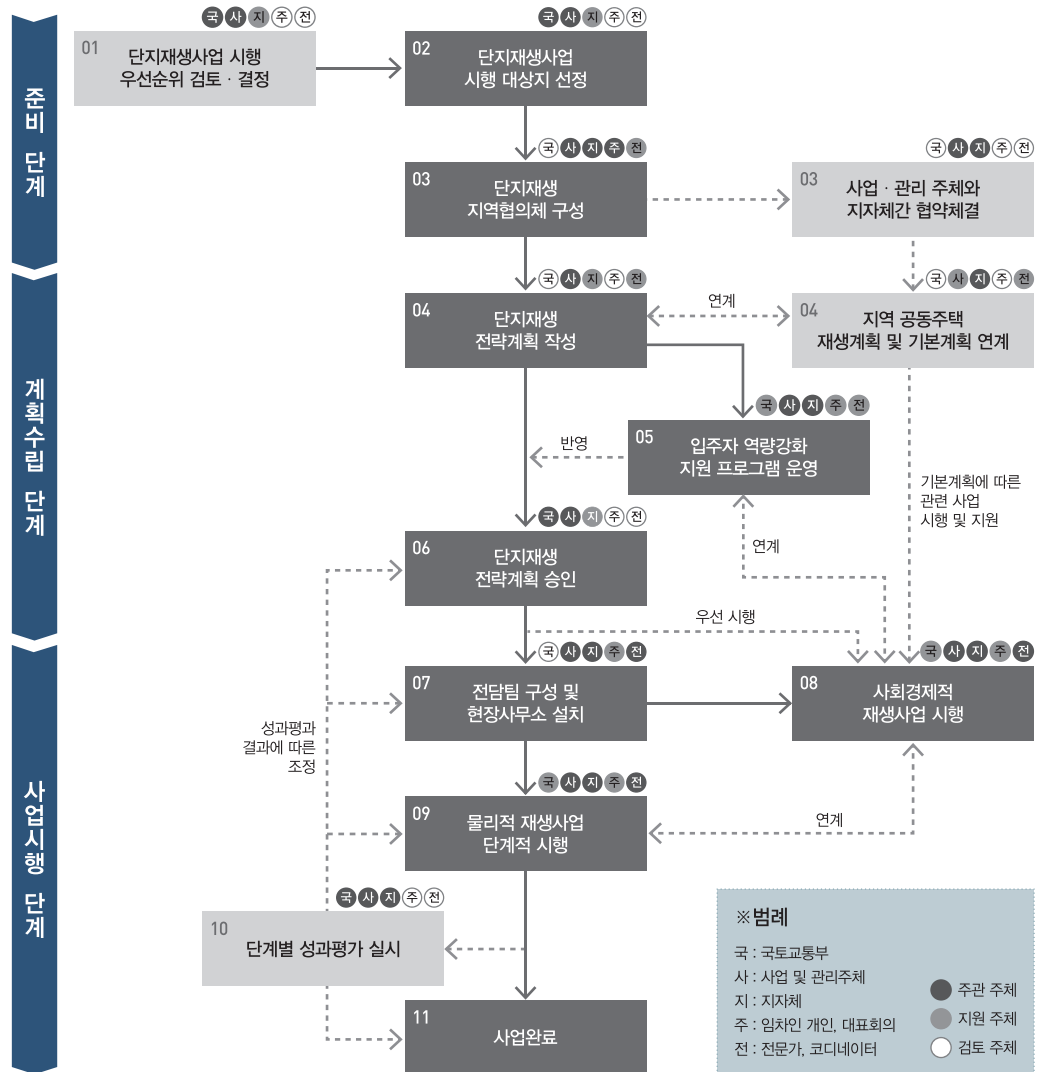 준비 단계
국 사 지 주 전
01
단지재생사업 시행
우선순위 검토 · 결정
국 사 지 주 전
02
단지재생사업
시행 대상지 선정
국 사 지 주 전
03
단지재생
지역협의체 구성
국 사 지 주 전
03
사업 · 관리 주체와
지자체간 협약체결
계획수립 단계
국 사 지 주 전
04
단지재생
전략계획 작성
연계
국 사 지 주 전
04
지역 공동주택
재생계획 및 기본계획 연계
국 사 지 주 전
05
입주자 역량강화
지원 프로그램 운영
반영
기본계획에 따른
관련 사업
시행 및 지원
국 사 지 주 전
06
단지재생
전략계획 승인
연계
우선 시행
사업시행 단계
국 사 지 주 전
07
전담팀 구성 및
현장사무소 설치
국 사 지 주 전
08
사회경제적
재생사업 시행
성과평과
결과에 따른
조정
국 사 지 주 전
09
물리적 재생사업
단계적 시행
연계
국 사 지 주 전
10
단계별 성과평가 실시
11
사업완료
※범례
국 : 국토교통부
사 : 사업 및 관리주체
지 : 지자체
주 : 임차인 개인, 대표회의
전 : 전문가, 코디네이터
주관 주체
지원 주체
검토 주체